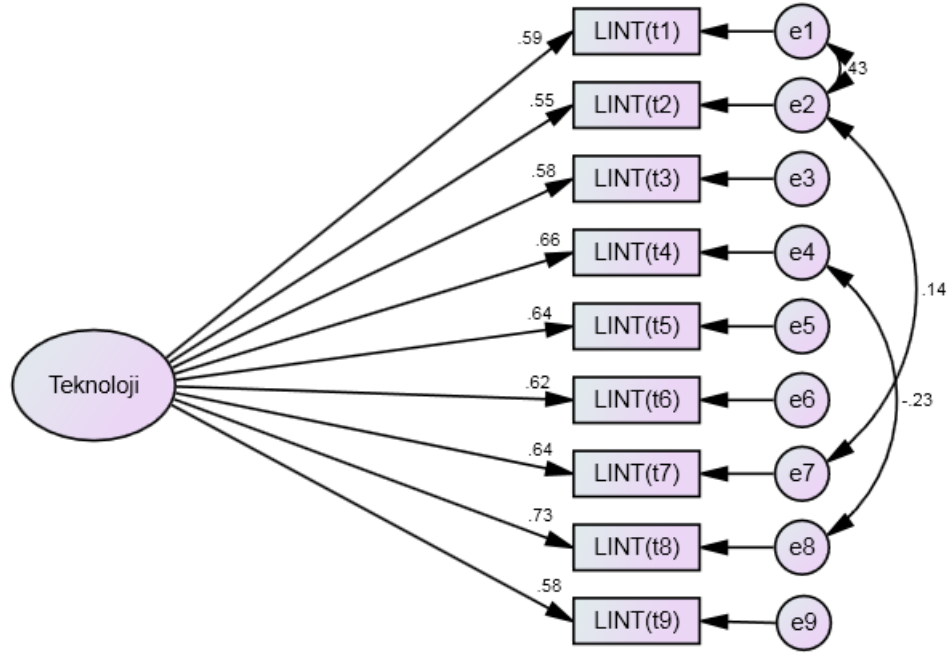 .59
LINT(t1)
e1
.43
.55
LINT(t2)
e2
.58
LINT(t3)
e3
.66
LINT(t4)
e4
.14
.64
LINT(t5)
e5
Teknoloji
.62
LINT(t6)
e6
-.23
.64
LINT(t7)
e7
.73
LINT(t8)
e8
.58
LINT(t9)
e9